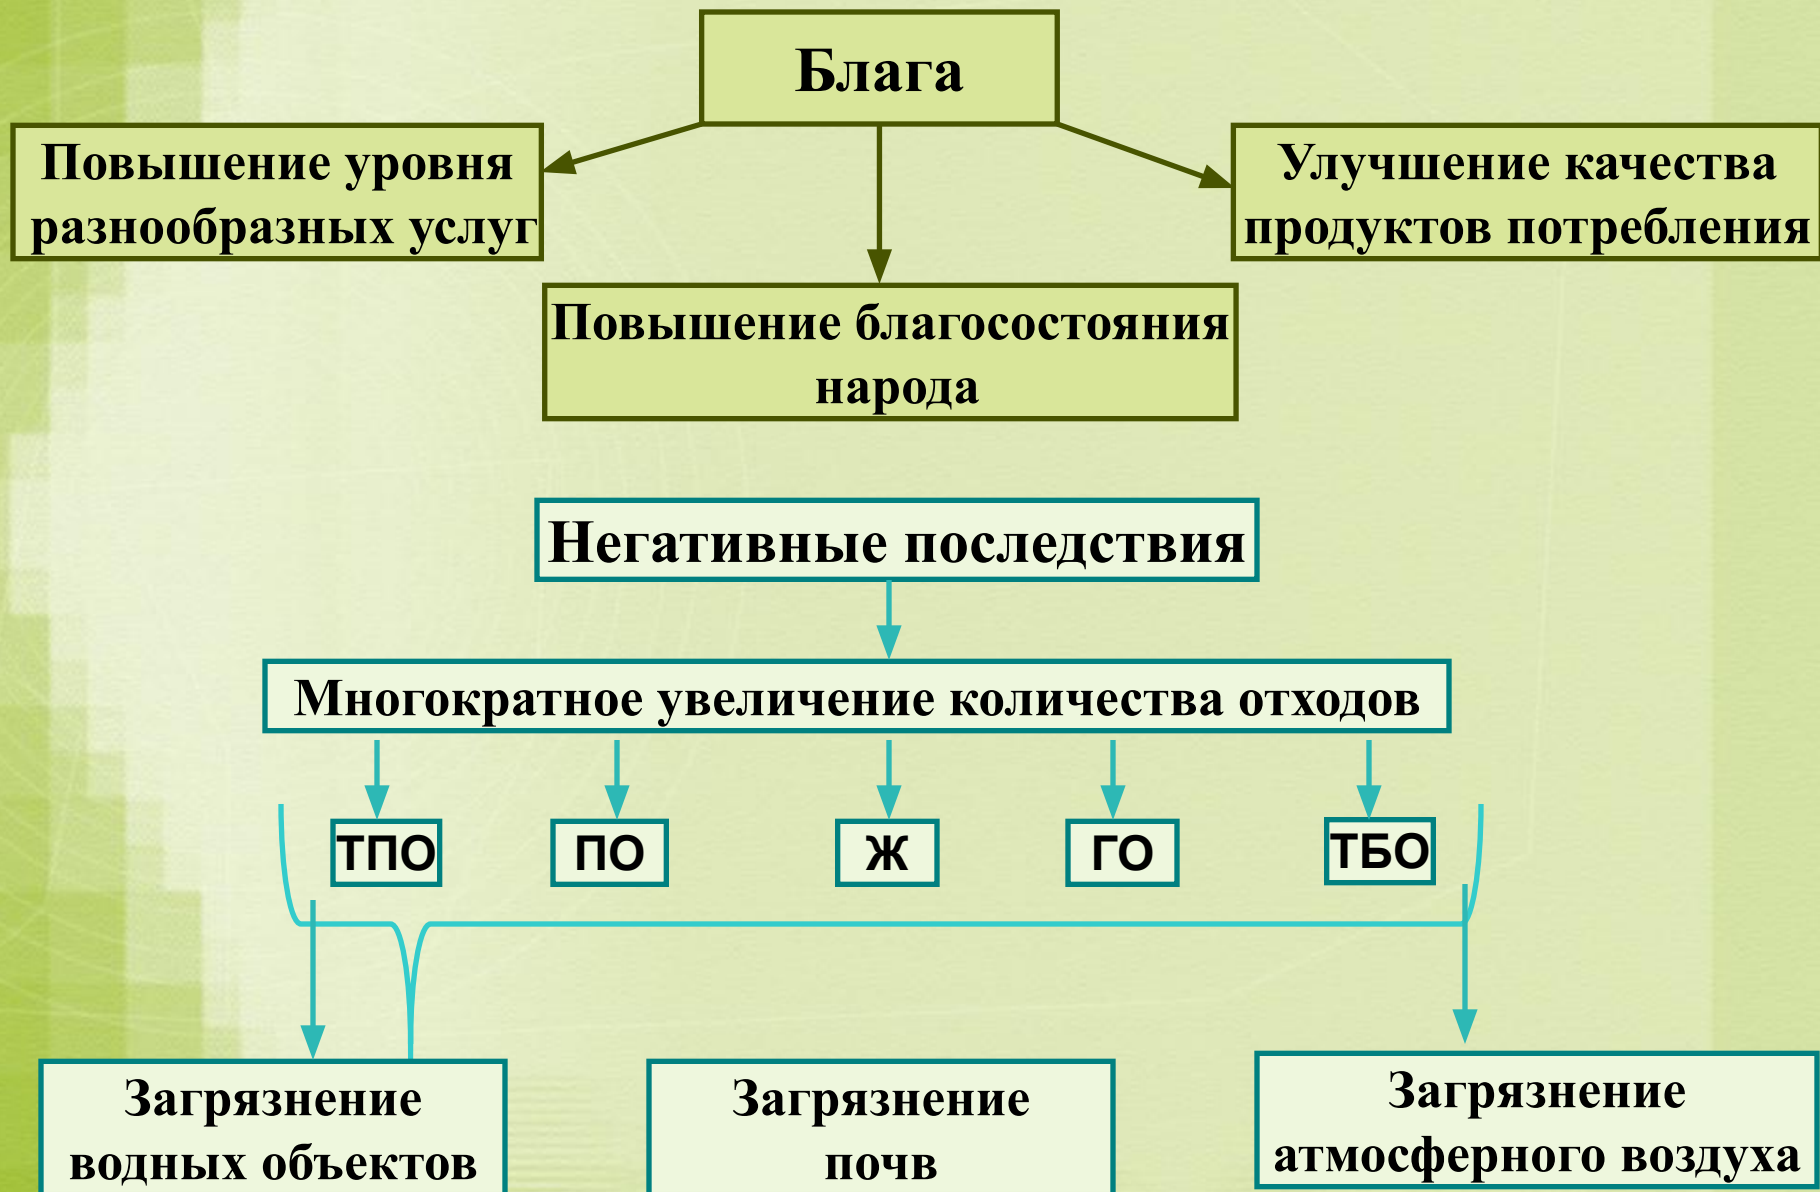 Блага
Повышение уровня
разнообразных услуг
Улучшение качества
продуктов потребления
Повышение благосостояния
народа
Негативные последствия
Многократное увеличение количества отходов
ТПО
ПО
Ж
ГО
ТБО
Загрязнение
водных объектов
Загрязнение
почв
Загрязнение
атмосферного воздуха